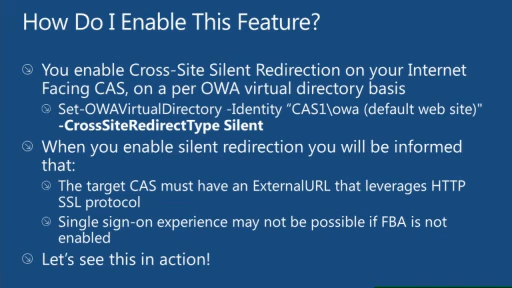 How Do I Enable This Feature?
You enable Cross-Site Silent Redirection on your Internet
Facing CAS, on a per OWA virtual directory basis
Set-OWAVirtualDirectory -Identity “CAS1\owa (default web site)"
-CrossSiteRedirectType Silent
When you enable silent redirection you will be informed
that:
The target CAS must have an ExternalURL that leverages HTTP
SSL protocol
Single sign-on experience may not be possible if FBA is not
enabled
Let’s see this in action!